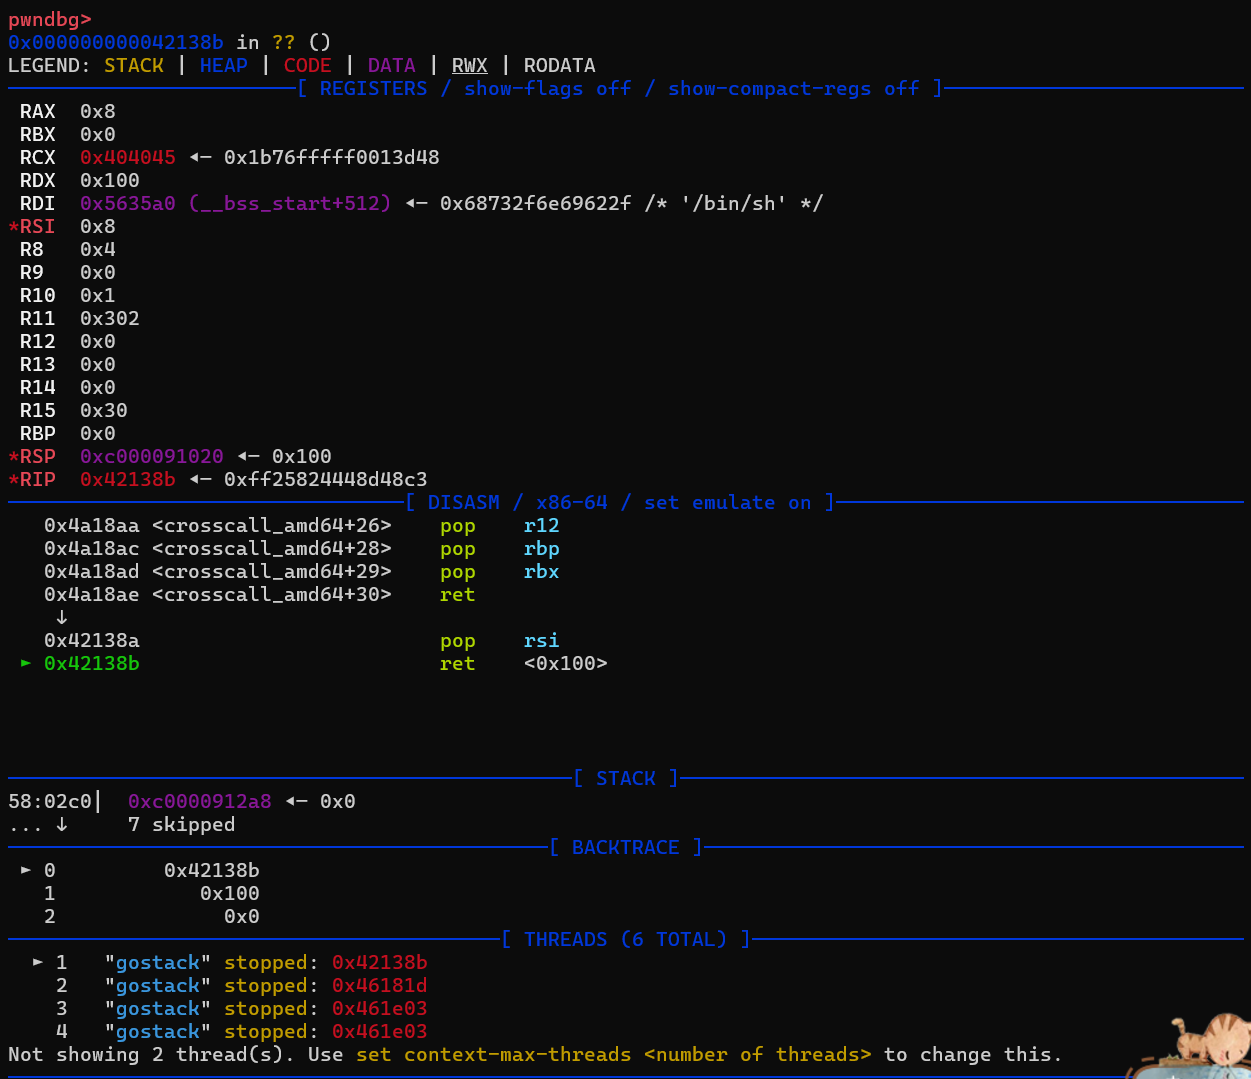 pwndbg>
0x000000000042138b in ?? ()
LEGEND: STACK | HEAP | CODE | DATA | RWX | RODATA
[ REGISTERS / show-flags off / show-compact-regs off ]
RAX  0x8
RBX  0x0
RCX  0x404045 ◂— 0x1b76fffff0013d48
RDX  0x100
RDI  0x5635a0 (__bss_start+512) ◂— 0x68732f6e69622f /* '/bin/sh' */
*RSI  0x8
R8   0x4
R9   0x0
R10  0x1
R11  0x302
R12  0x0
R13  0x0
R14  0x0
R15  0x30
RBP  0x0
*RSP  0xc000091020 ◂— 0x100
*RIP  0x42138b ◂— 0xff25824448d48c3
[ DISASM / x86-64 / set emulate on ]
0x4a18aa <crosscall_amd64+26>    pop    r12
0x4a18ac <crosscall_amd64+28>    pop    rbp
0x4a18ad <crosscall_amd64+29>    pop    rbx
0x4a18ae <crosscall_amd64+30>    ret
↓
0x42138a                         pop    rsi
► 0x42138b                         ret    <0x100>
[ STACK ]
58:02c0│  0xc0000912a8 ◂— 0x0
... ↓     7 skipped
[ BACKTRACE ]
► 0         0x42138b
1            0x100
2              0x0
[ THREADS (6 TOTAL) ]
► 1   "gostack" stopped: 0x42138b
2   "gostack" stopped: 0x46181d
3   "gostack" stopped: 0x461e03
4   "gostack" stopped: 0x461e03
Not showing 2 thread(s). Use set context-max-threads <number of threads> to change this.